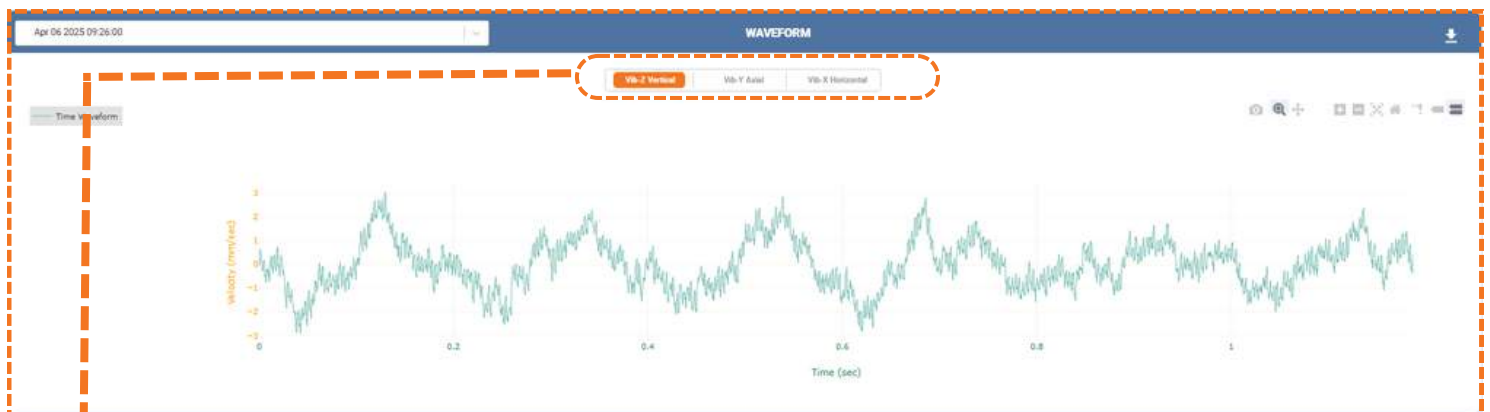 Apr 06 2025 09:26:00
WAVEFORM
Vib-Z Vertical
Vib-Y Axial
Vib-X Horizontal
Time Waveform
3
2
1
0
−1
−2
−3
Velocity (mm/sec)
0
0.2
0.4
0.6
0.8
1
Time (sec)